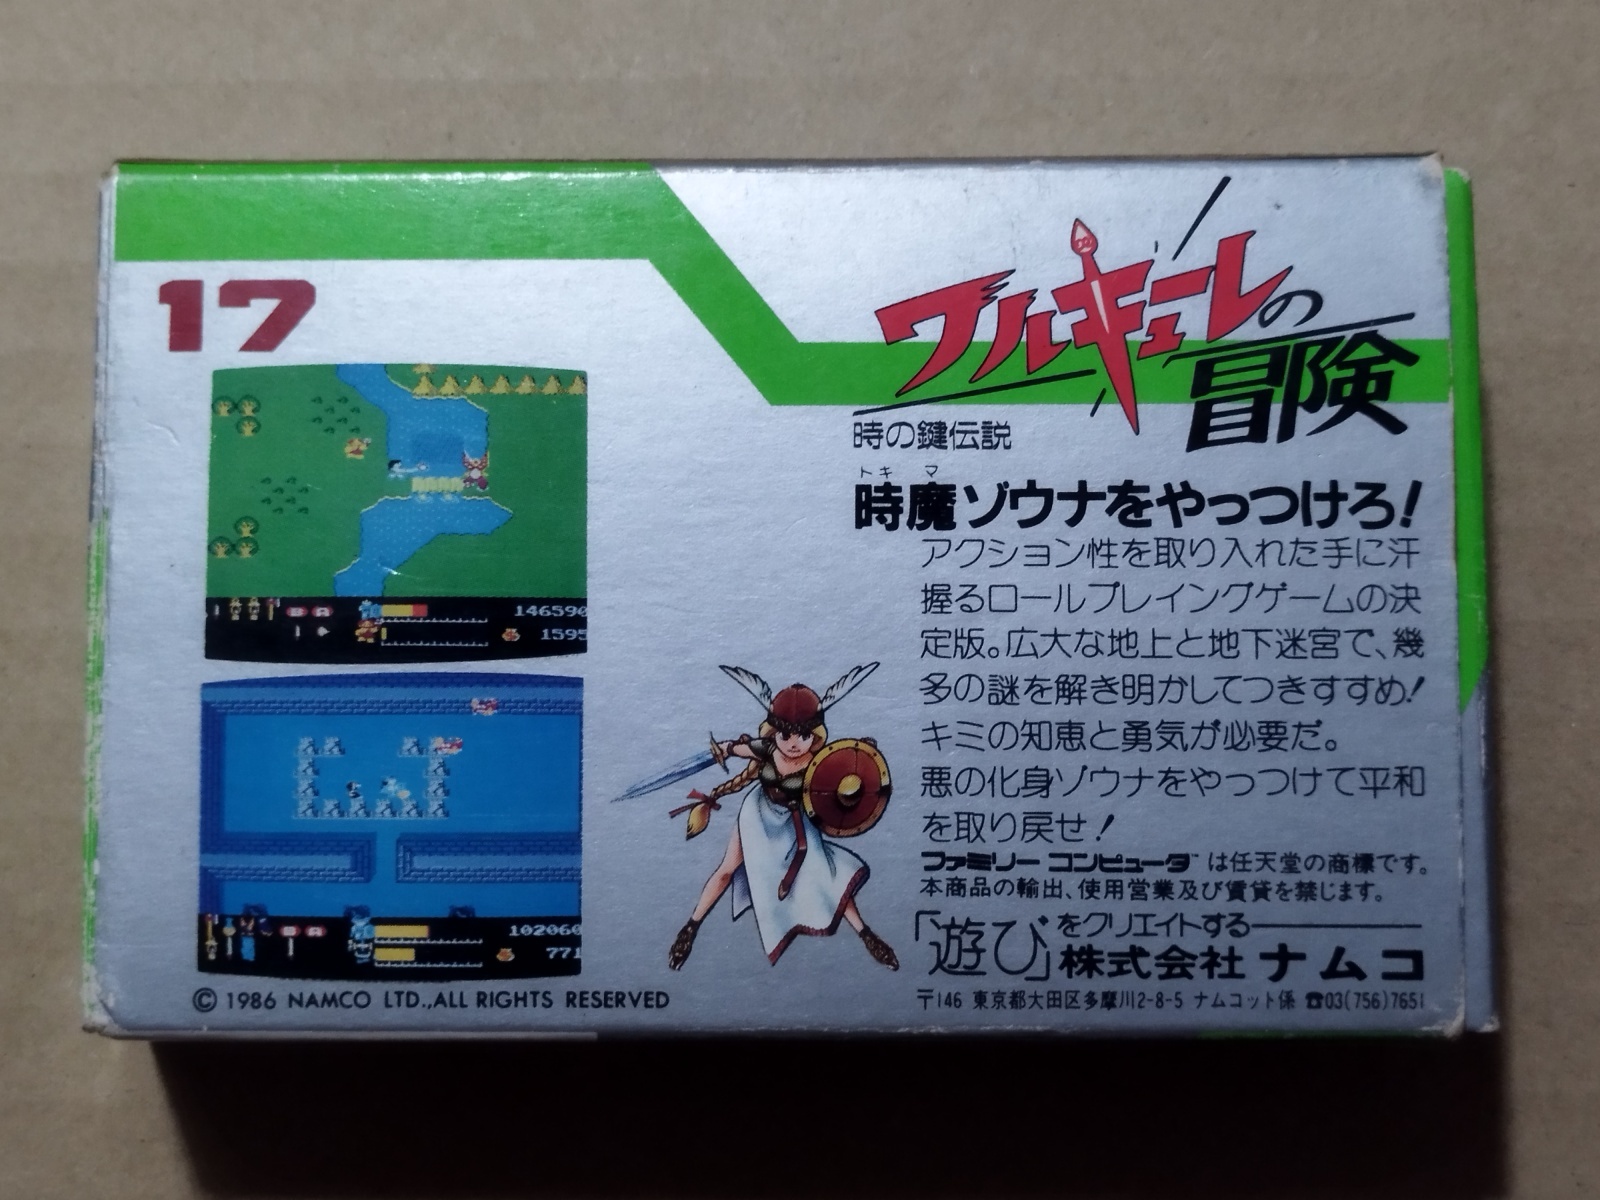 17
ワルキューレの冒険
時の鍵伝説
トキ マ
時魔ゾウナをやっつけろ！
アクション性を取り入れた手に汗
握るロールプレイングゲームの決
定版。広大な地上と地下迷宮で、幾
多の謎を解き明かしてつきすすめ！
キミの知恵と勇気が必要だ。
悪の化身ゾウナをやっつけて平和
を取り戻せ！
ファミリーコンピュータ™は任天堂の商標です。
本商品の輸出、使用営業及び賃貸を禁じます。
「遊び」をクリエイトする
株式会社ナムコ
〒146 東京都大田区多摩川2-8-5 ナムコット係 ☎03(756)7651
B A
146590
1595
B A
102060
771
© 1986 NAMCO LTD.,ALL RIGHTS RESERVED